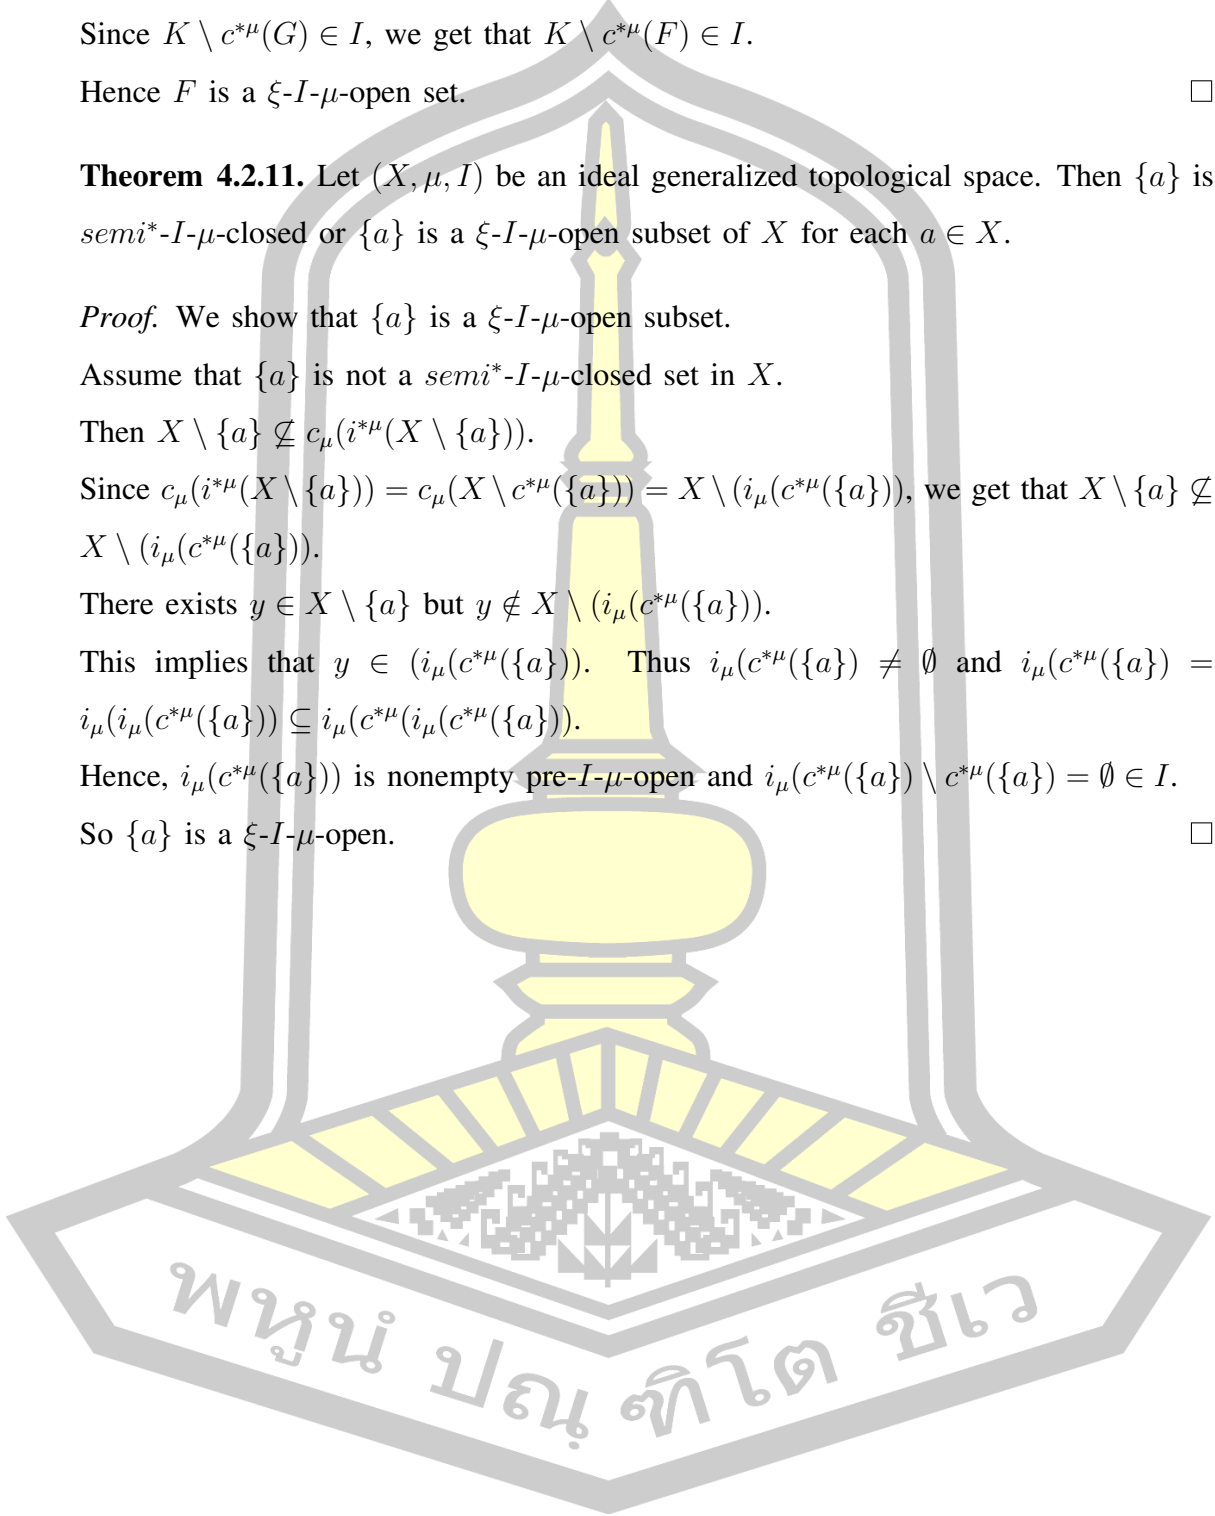 Since $K \setminus c^{*\mu}(G) \in I$, we get that $K \setminus c^{*\mu}(F) \in I$.
Hence $F$ is a $\xi$-$I$-$\mu$-open set. □
Theorem 4.2.11. Let $(X, \mu, I)$ be an ideal generalized topological space. Then $\{a\}$ is
$semi^*$-$I$-$\mu$-closed or $\{a\}$ is a $\xi$-$I$-$\mu$-open subset of $X$ for each $a \in X$.
Proof. We show that $\{a\}$ is a $\xi$-$I$-$\mu$-open subset.
Assume that $\{a\}$ is not a $semi^*$-$I$-$\mu$-closed set in $X$.
Then $X \setminus \{a\} \nsubseteq c_\mu(i^{*\mu}(X \setminus \{a\}))$.
Since $c_\mu(i^{*\mu}(X \setminus \{a\})) = c_\mu(X \setminus c^{*\mu}(\{a\})) = X \setminus (i_\mu(c^{*\mu}(\{a\}))$, we get that $X \setminus \{a\} \nsubseteq$
$X \setminus (i_\mu(c^{*\mu}(\{a\}))$.
There exists $y \in X \setminus \{a\}$ but $y \notin X \setminus (i_\mu(c^{*\mu}(\{a\}))$.
This implies that $y \in (i_\mu(c^{*\mu}(\{a\}))$. Thus $i_\mu(c^{*\mu}(\{a\}) \neq \emptyset$ and $i_\mu(c^{*\mu}(\{a\}) =$
$i_\mu(i_\mu(c^{*\mu}(\{a\})) \subseteq i_\mu(c^{*\mu}(i_\mu(c^{*\mu}(\{a\}))$.
Hence, $i_\mu(c^{*\mu}(\{a\}))$ is nonempty pre-$I$-$\mu$-open and $i_\mu(c^{*\mu}(\{a\}) \setminus c^{*\mu}(\{a\}) = \emptyset \in I$.
So $\{a\}$ is a $\xi$-$I$-$\mu$-open. □
พหูนํ ปณฺฑิโต ชีเว